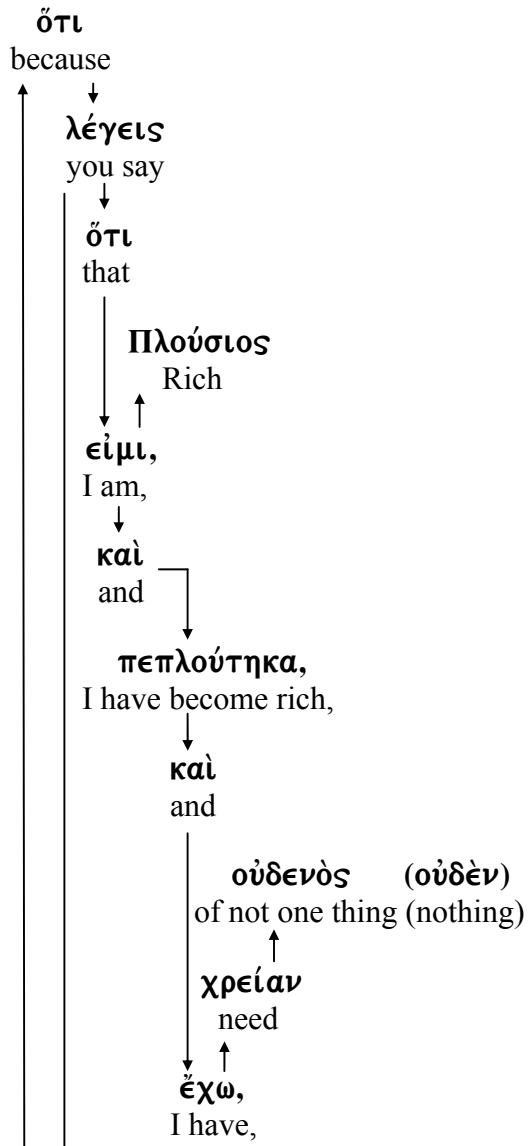 ὅτι
because
λέγεις
you say
ὅτι
that
Πλούσιος
Rich
εἰμι,
I am,
καὶ
and
πεπλούτηκα,
I have become rich,
καὶ
and
οὐδενὸς (οὐδὲν)
of not one thing (nothing)
χρείαν
need
ἔχω,
I have,